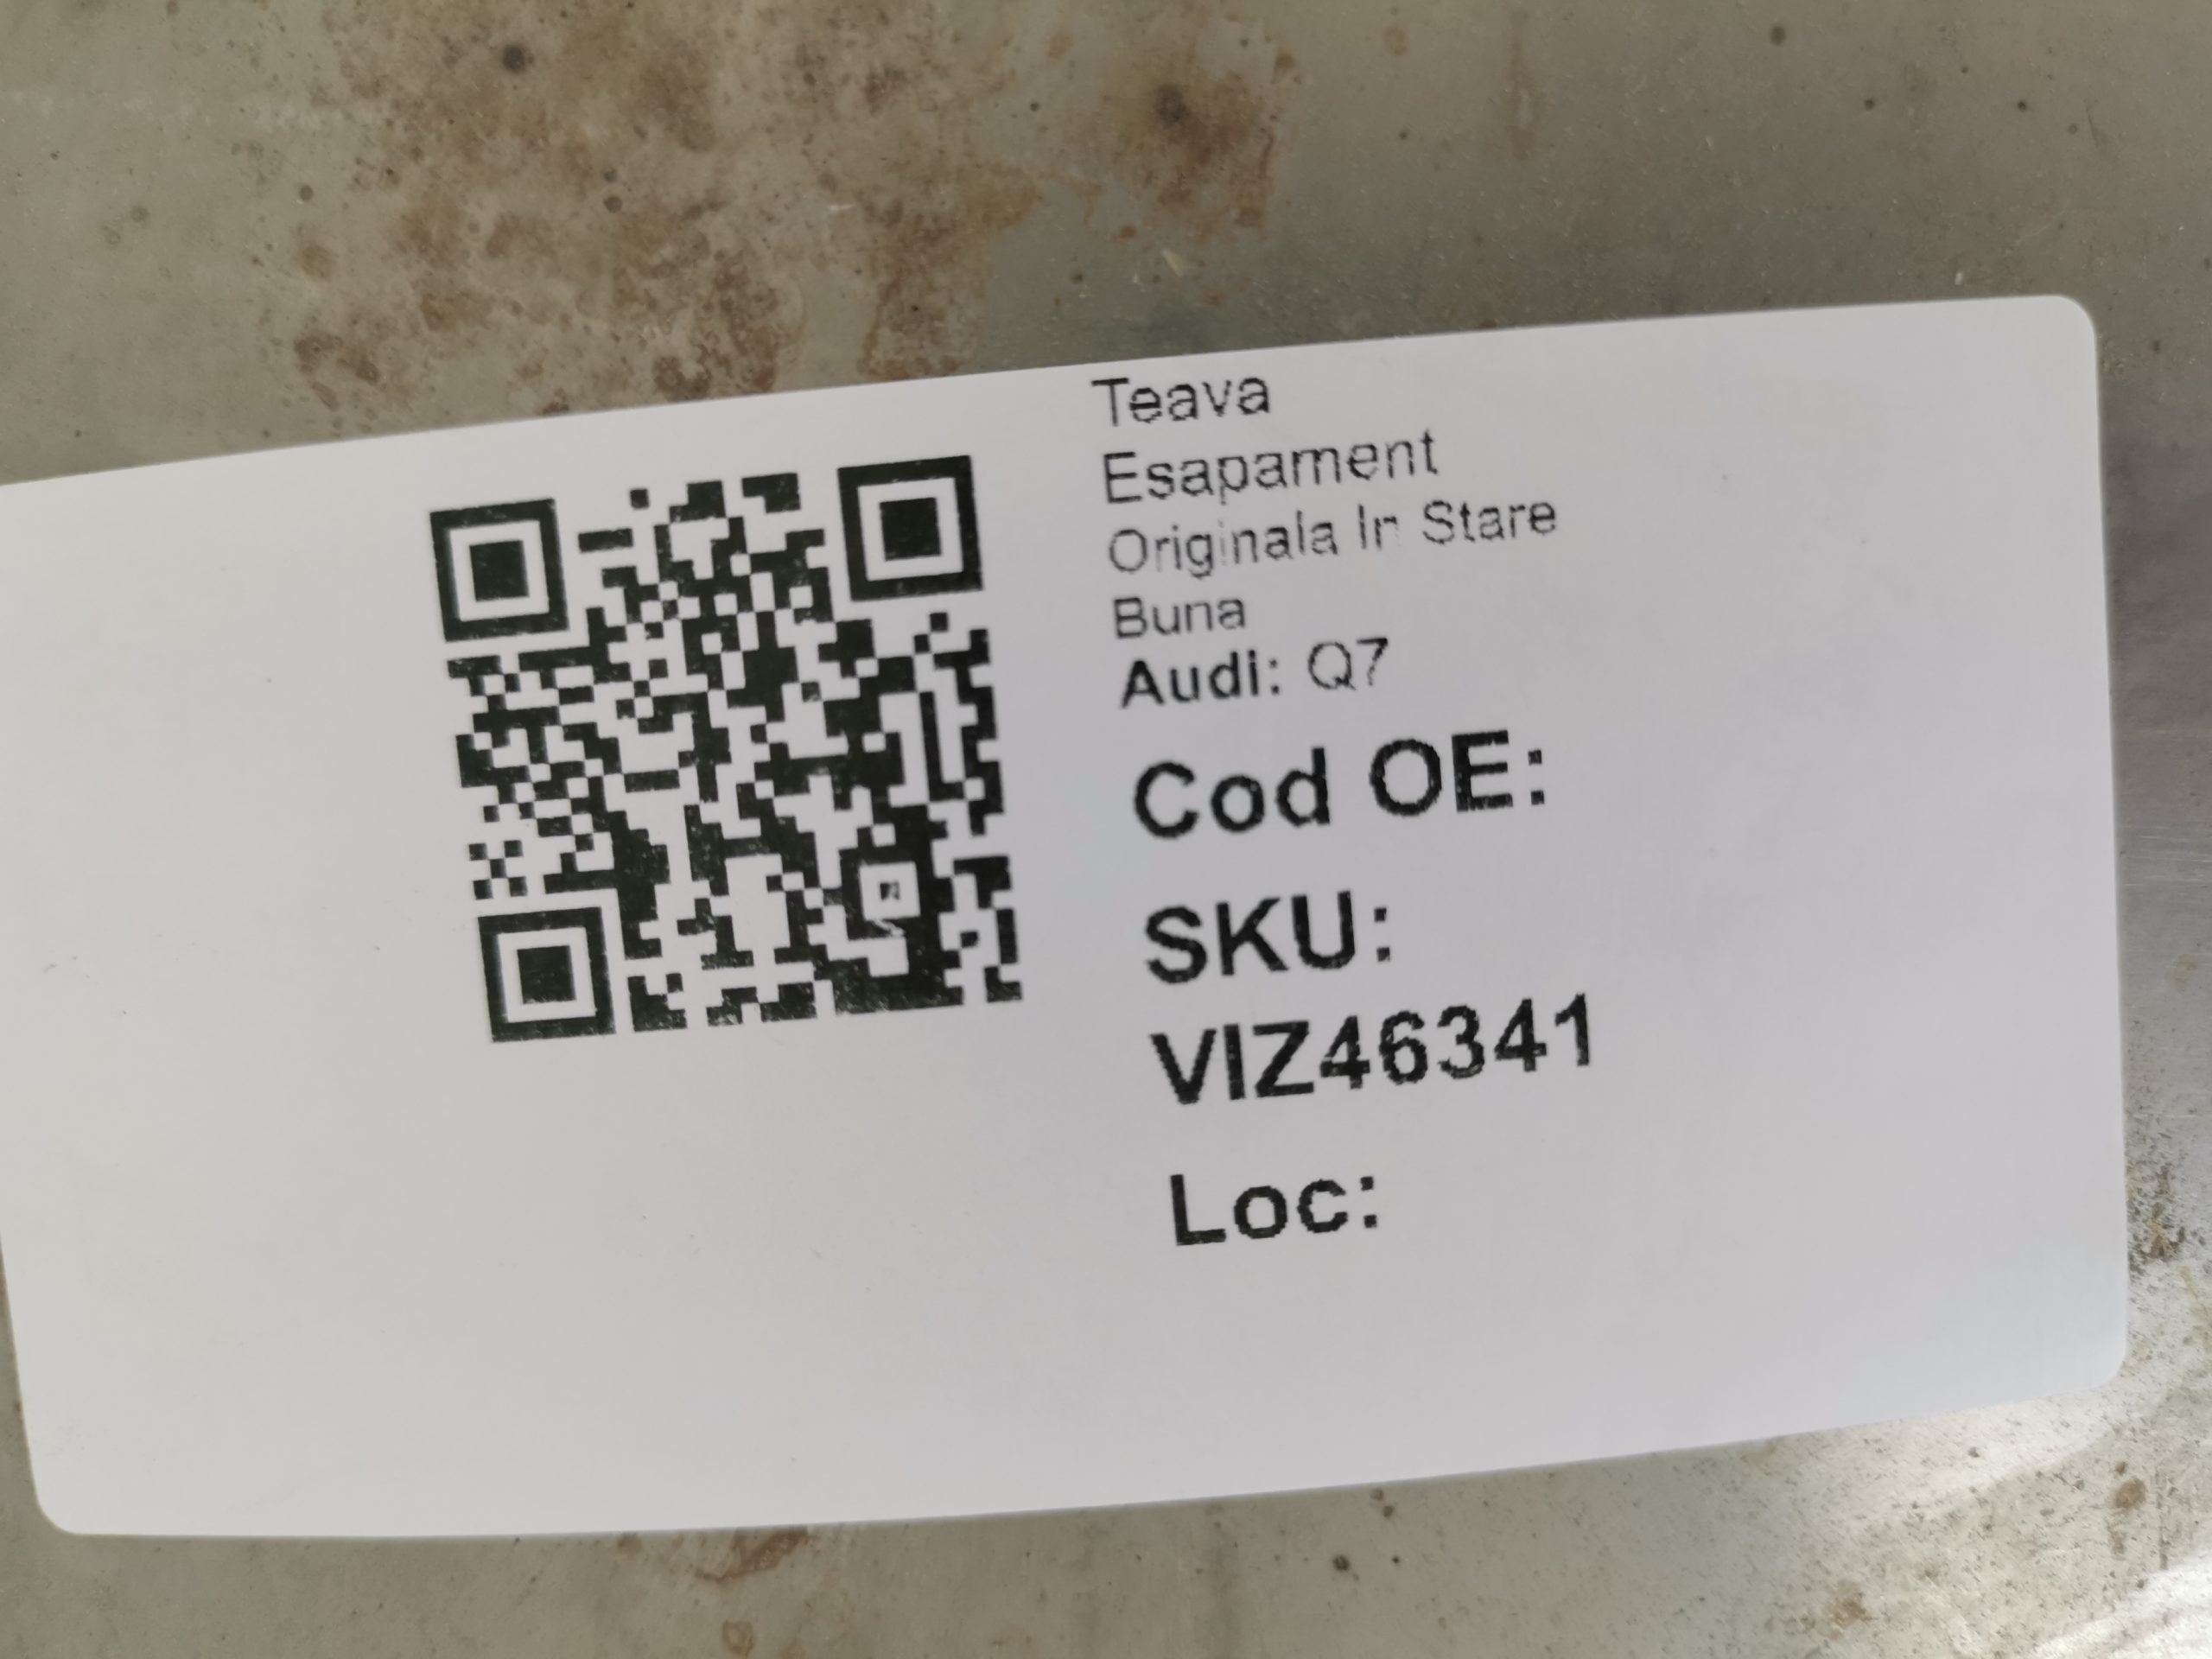 Teava
Esapament
Originala In Stare
Buna
Audi: Q7
Cod OE:
SKU:
VIZ46341
Loc: